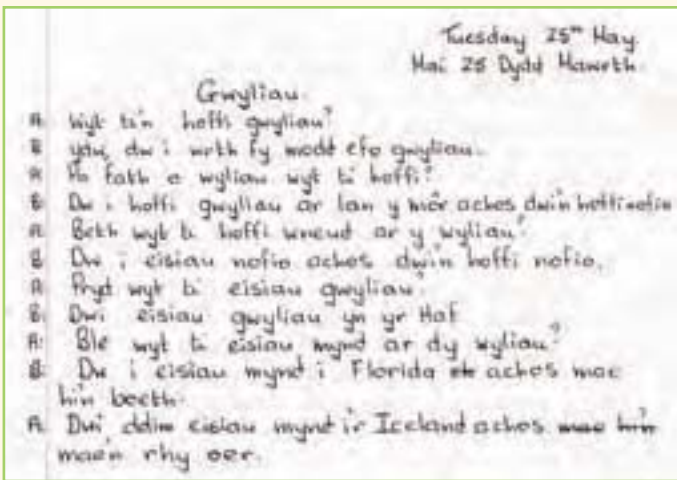 Tuesday 25th May
Mai 25 Dydd Mawrth
Gwyliau.
A: Wyt ti'n hoffi gwyliau?
B: ydw, dw i wrth fy modd efo gwyliau.
A: Pa fath o wyliau wyt ti hoffi?
B: Dw i hoffi gwyliau ar lan y môr achos dwi'n hoffi nofio
A: Beth wyt ti hoffi wneud ar y wyliau?
B: Dw i eisiau nofio achos dwi'n hoffi nofio.
A: Pryd wyt ti eisiau gwyliau?
B: Dwi eisiau gwyliau yn yr Haf
A: Ble wyt ti eisiau mynd ar dy wyliau?
B: Dw i eisiau mynd i Florida achos mae
hi'n boeth.
A: Dwi ddim eisiau mynd i'r Iceland achos mae hi'n
mae'n rhy oer.